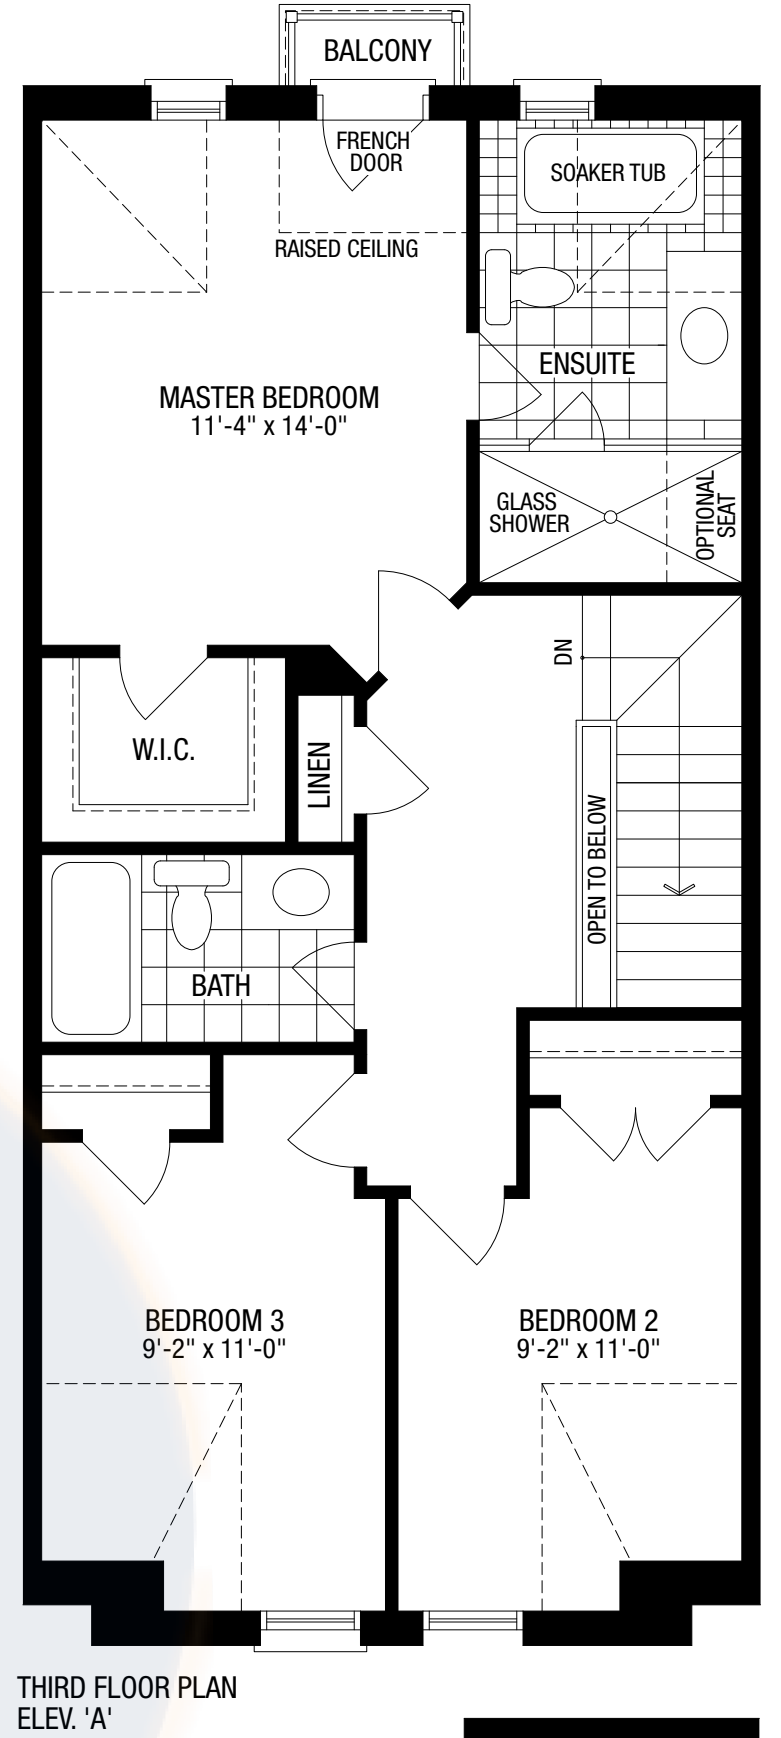 BALCONY
FRENCH
DOOR
SOAKER TUB
RAISED CEILING
ENSUITE
MASTER BEDROOM
11'-4" x 14'-0"
GLASS
SHOWER
OPTIONAL
SEAT
DN
W.I.C.
LINEN
OPEN TO BELOW
BATH
BEDROOM 3
9'-2" x 11'-0"
BEDROOM 2
9'-2" x 11'-0"
THIRD FLOOR PLAN
ELEV. 'A'